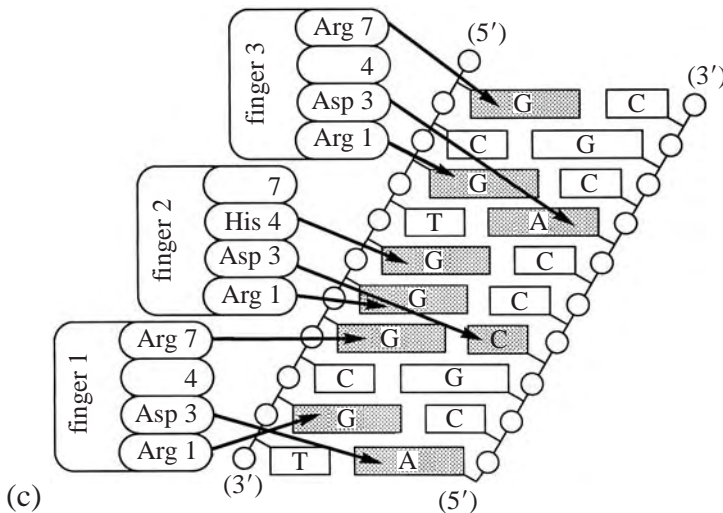 Arg 7
4
Asp 3
Arg 1
finger 3
(5′)
(3′)
G C
C G
G C
T A
7
His 4
Asp 3
Arg 1
finger 2
G C
G C
G C
Arg 7
4
Asp 3
Arg 1
finger 1
C G
G C
T A
(3′)
(5′)
(c)